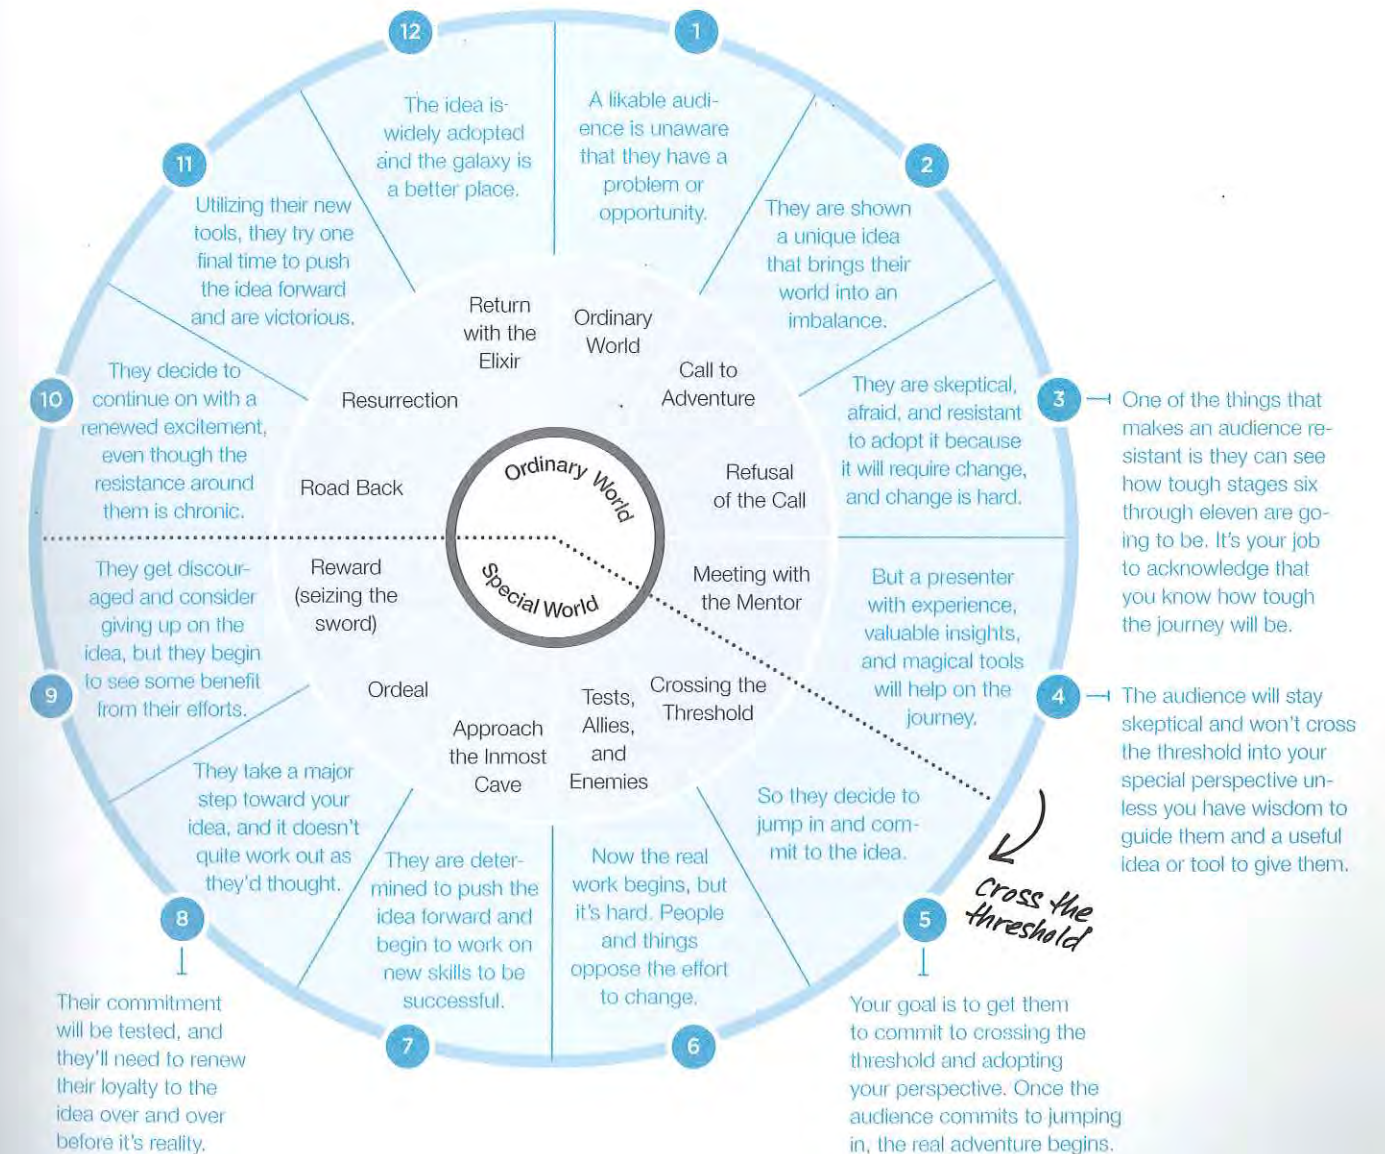 12
1
The idea is
widely adopted
and the galaxy is
a better place.
A likable audi-
ence is unaware
that they have a
problem or
opportunity.
11
2
Utilizing their new
tools, they try one
final time to push
the idea forward
and are victorious.
They are shown
a unique idea
that brings their
world into an
imbalance.
Return
with the
Elixir
Ordinary
World
Call to
Adventure
Resurrection
10
They decide to
continue on with a
renewed excitement,
even though the
resistance around
them is chronic.
They are skeptical,
afraid, and resistant
to adopt it because
it will require change,
and change is hard.
3
One of the things that
makes an audience re-
sistant is they can see
how tough stages six
through eleven are go-
ing to be. It's your job
to acknowledge that
you know how tough
the journey will be.
Road Back
Ordinary World
Refusal
of the Call
Reward
(seizing the
sword)
Special World
Meeting with
the Mentor
They get discour-
aged and consider
giving up on the
idea, but they begin
to see some benefit
from their efforts.
9
But a presenter
with experience,
valuable insights,
and magical tools
will help on the
journey.
4
The audience will stay
skeptical and won't cross
the threshold into your
special perspective un-
less you have wisdom to
guide them and a useful
idea or tool to give them.
Ordeal
Approach
the Inmost
Cave
Tests,
Allies,
and
Enemies
Crossing the
Threshold
They take a major
step toward your
idea, and it doesn't
quite work out as
they'd thought.
So they decide to
jump in and com-
mit to the idea.
They are deter-
mined to push the
idea forward and
begin to work on
new skills to be
successful.
Now the real
work begins, but
it's hard. People
and things
oppose the effort
to change.
Cross the
threshold
8
5
7
6
Their commitment
will be tested, and
they'll need to renew
their loyalty to the
idea over and over
before it's reality.
Your goal is to get them
to commit to crossing the
threshold and adopting
your perspective. Once the
audience commits to jumping
in, the real adventure begins.